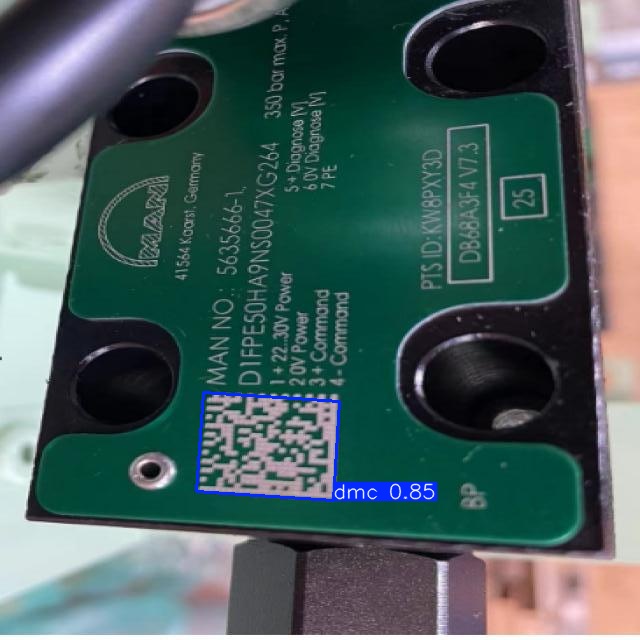 MAN
41564 Kaarst, Germany
MAN NO.: 5635666-1,
D1FPE50HA9NS0047XG264 350 bar max. P, A
1 + 22..30V Power
2 0V Power
3 + Command
4 - Command
5 + Diagnose [V]
6 0V Diagnose [V]
7 PE
PTS ID: KW8PXY3D
DB68A3F4 V7.3
25
BP
dmc 0.85